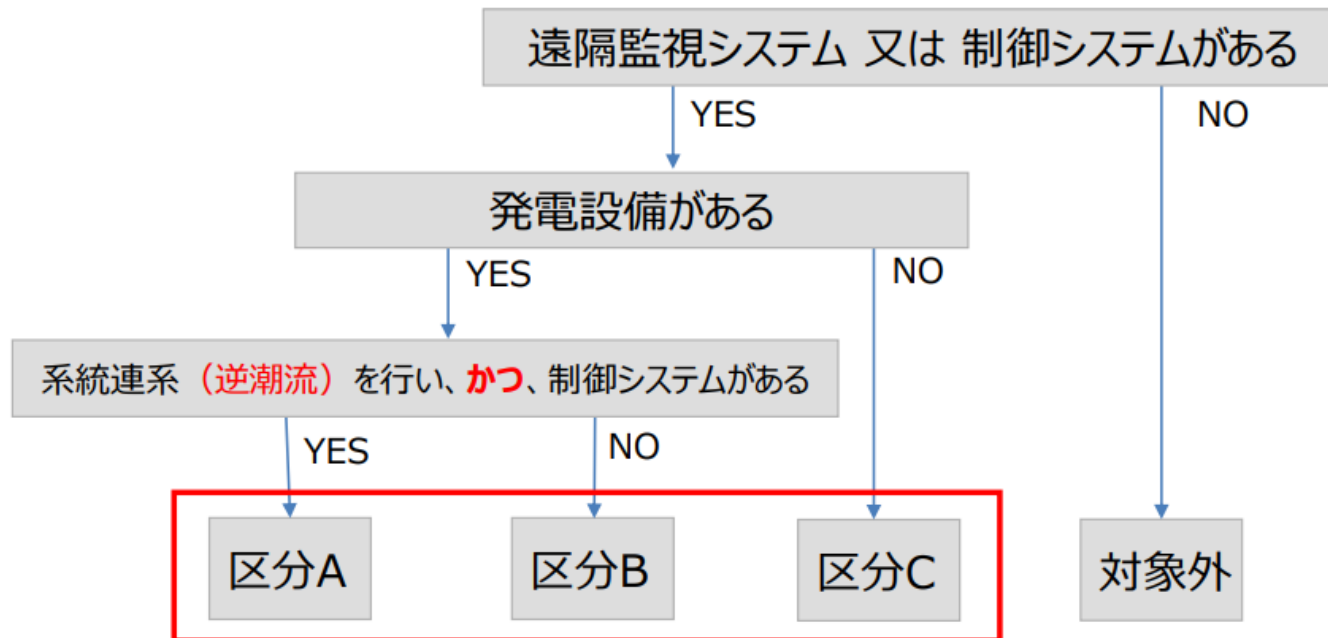 遠隔監視システム 又は 制御システムがある
YES
NO
発電設備がある
YES
NO
系統連系（逆潮流）を行い、かつ、制御システムがある
YES
NO
区分A
区分B
区分C
対象外